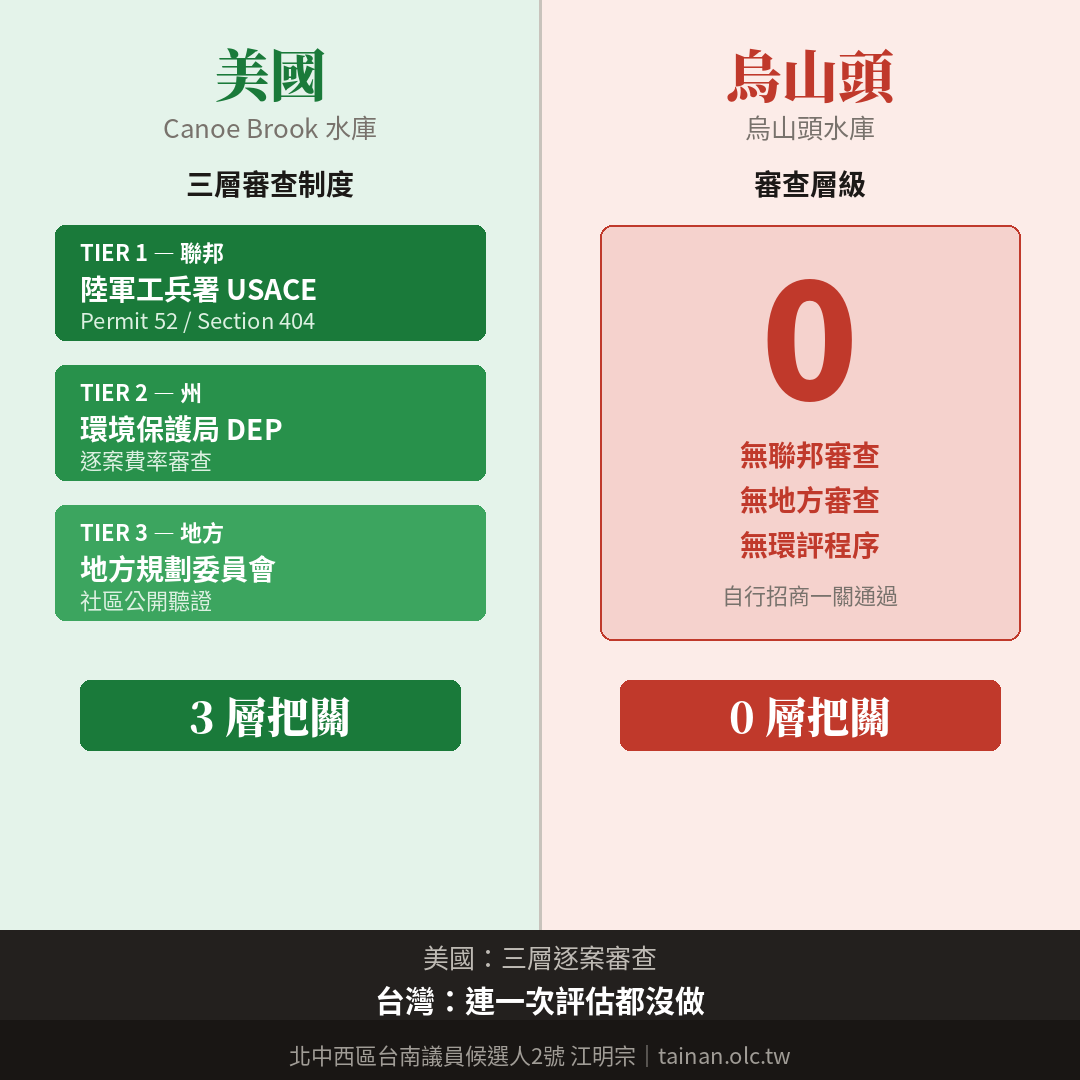 美國
Canoe Brook 水庫
三層審查制度
TIER 1 — 聯邦
陸軍工兵署 USACE
Permit 52 / Section 404
TIER 2 — 州
環境保護局 DEP
逐案費率審查
TIER 3 — 地方
地方規劃委員會
社區公開聽證
3 層把關
烏山頭
烏山頭水庫
審查層級
0
無聯邦審查
無地方審查
無環評程序
自行招商一關通過
0 層把關
美國：三層逐案審查
台灣：連一次評估都沒做
北中西區台南議員候選人2號 江明宗｜tainan.olc.tw